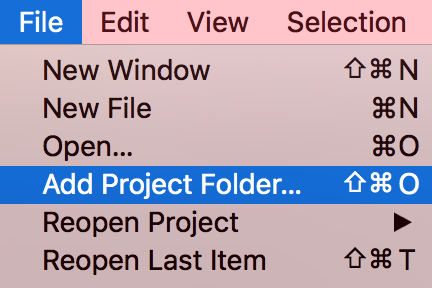 File Edit View Selection
New Window ⇧⌘N
New File ⌘N
Open... ⌘O
Add Project Folder... ⇧⌘O
Reopen Project ▶
Reopen Last Item ⇧⌘T